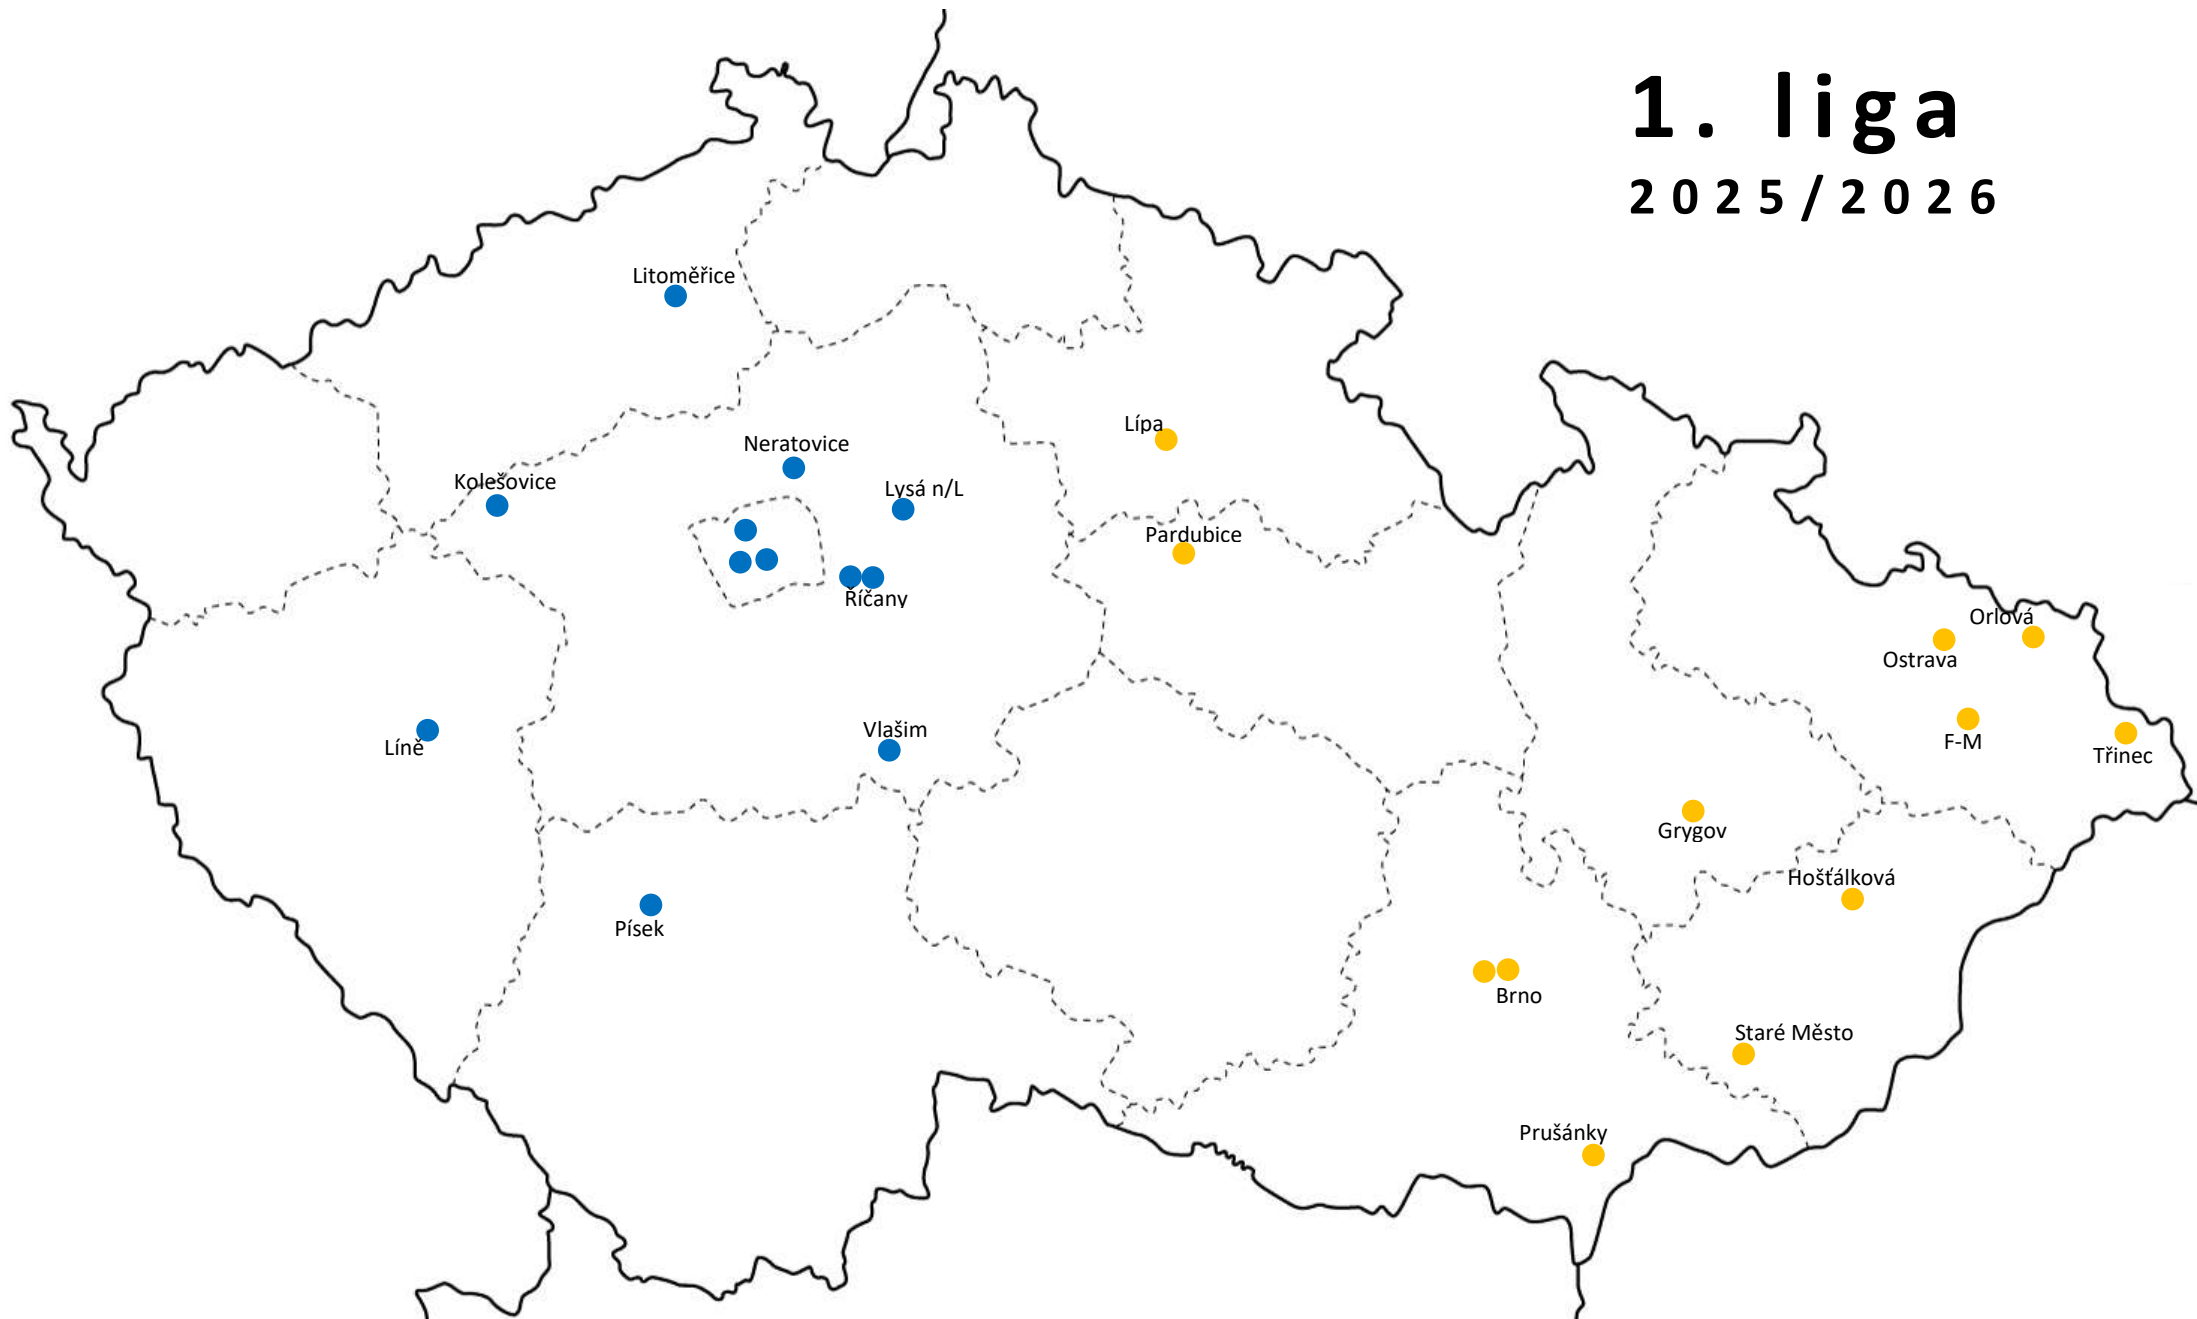 1. liga
2025/2026
Litoměřice
Lípa
Neratovice
Kolešovice
Lysá n/L
Pardubice
Říčany
Orlová
Ostrava
Vlašim
Líně
F-M
Třinec
Grygov
Hošťálková
Písek
Brno
Staré Město
Prušánky